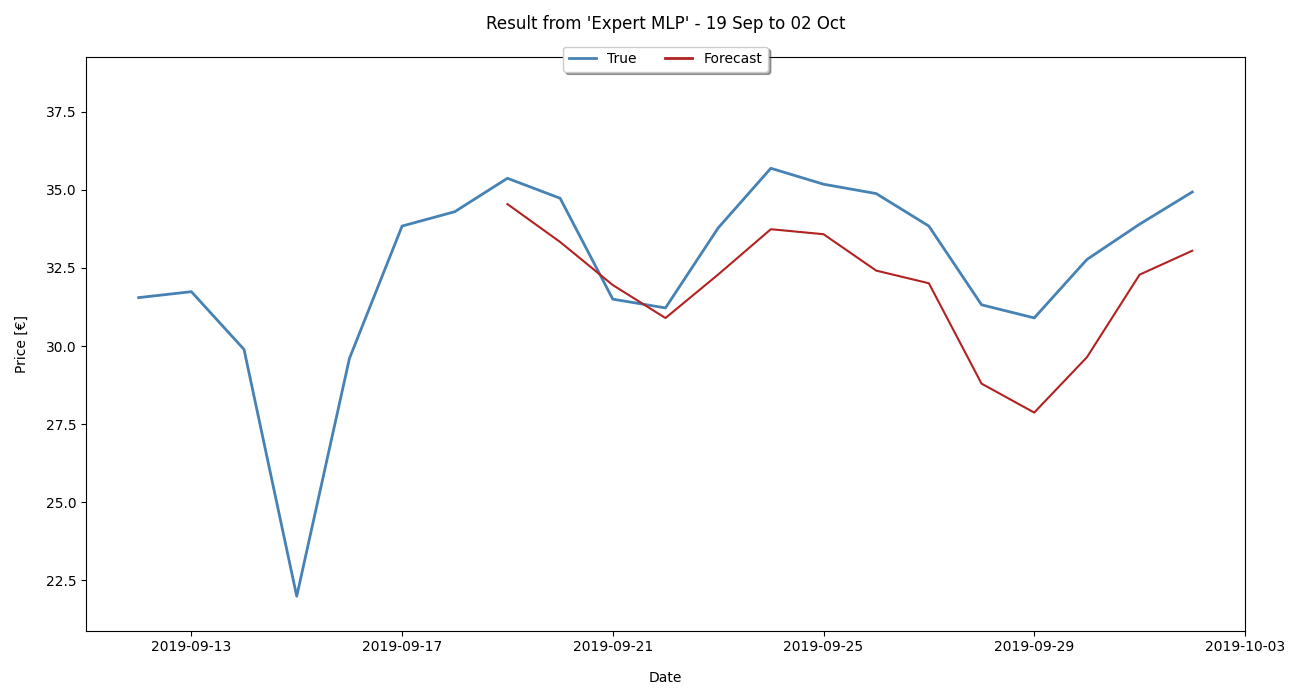 Result from 'Expert MLP' - 19 Sep to 02 Oct
True Forecast
37.5
35.0
32.5
30.0
27.5
25.0
22.5
Price [€]
2019-09-13 2019-09-17 2019-09-21 2019-09-25 2019-09-29 2019-10-03
Date